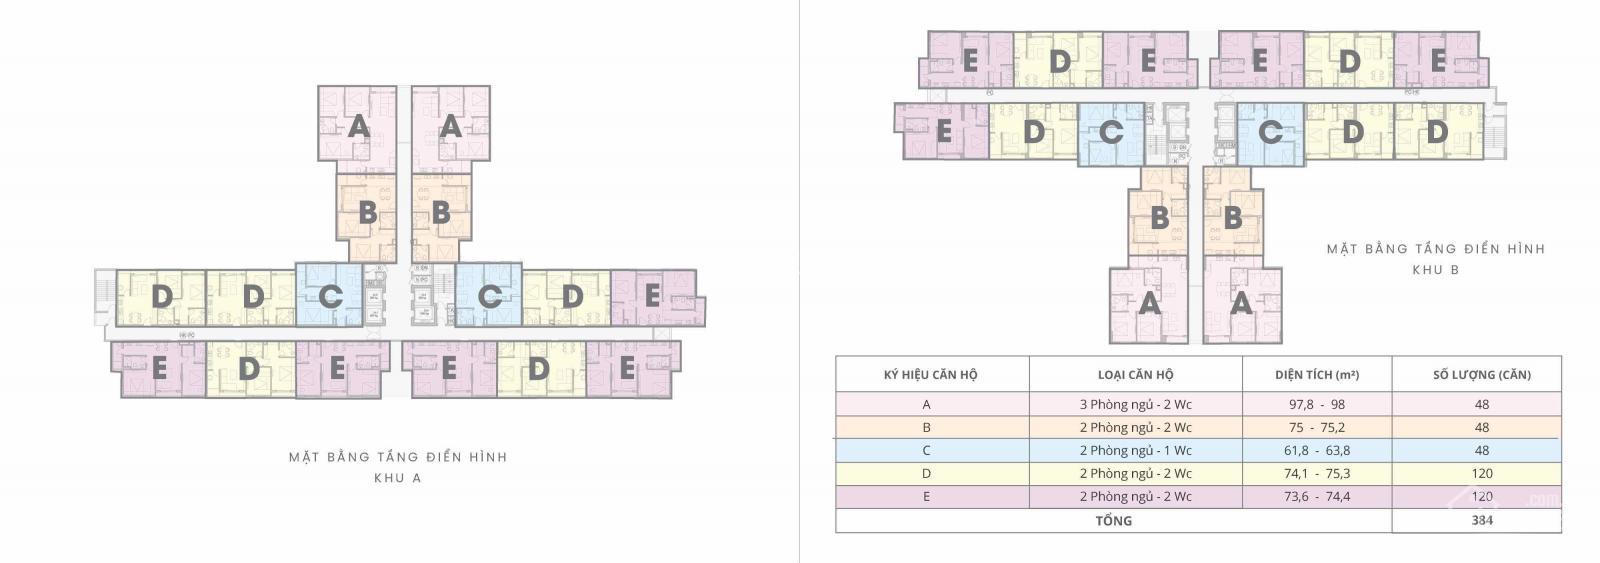 A A
B B
D D C C D E
E D E E D E
MẶT BẰNG TẦNG ĐIỂN HÌNH
KHU A
E D E E D E
E D C C D D
B B
A A
MẶT BẰNG TẦNG ĐIỂN HÌNH
KHU B
KÝ HIỆU CĂN HỘ LOẠI CĂN HỘ DIỆN TÍCH (m²) SỐ LƯỢNG (CĂN)
A 3 Phòng ngủ - 2 Wc 97,8 - 98 48
B 2 Phòng ngủ - 2 Wc 75 - 75,2 48
C 2 Phòng ngủ - 1 Wc 61,8 - 63,8 48
D 2 Phòng ngủ - 2 Wc 74,1 - 75,3 120
E 2 Phòng ngủ - 2 Wc 73,6 - 74,4 120
TỔNG 384